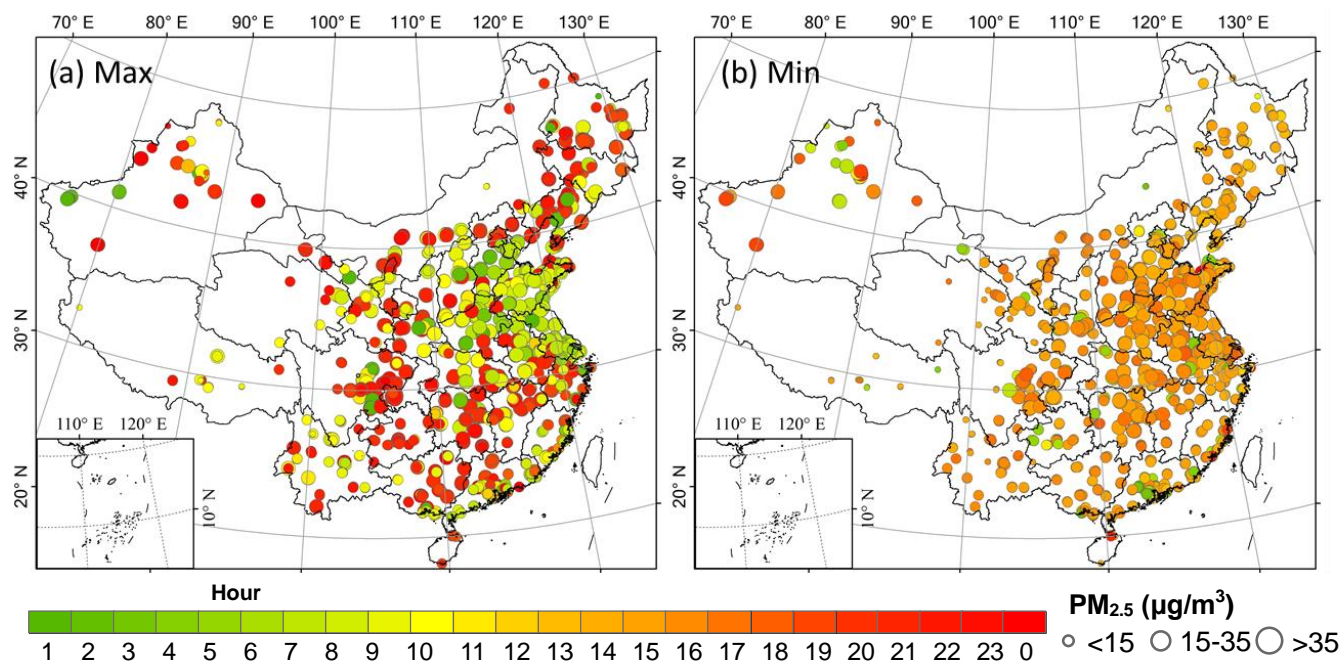 70° E 80° E 90° E 100° E 110° E 120° E 130° E 70° E 80° E 90° E 100° E 110° E 120° E 130° E
(a) Max (b) Min
40° N 40° N
30° N 30° N
110° E 120° E 110° E 120° E
20° N 10° N 20° N 10° N
Hour
1 2 3 4 5 6 7 8 9 10 11 12 13 14 15 16 17 18 19 20 21 22 23 0
PM2.5 (µg/m³)
<15 15-35 >35